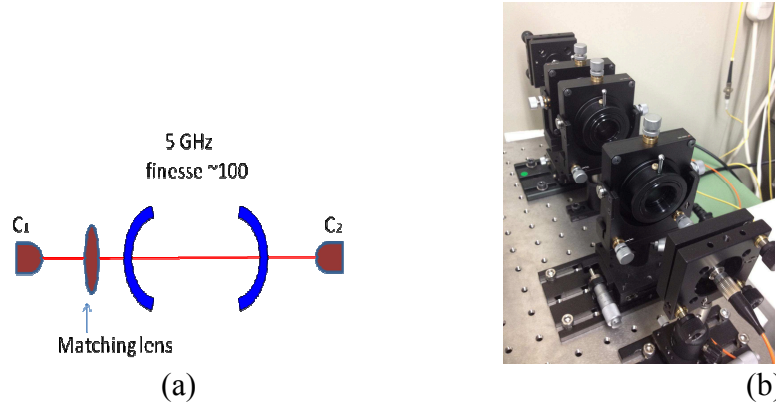 5 GHz
finesse ~100
C1
C2
Matching lens
(a)
(b)